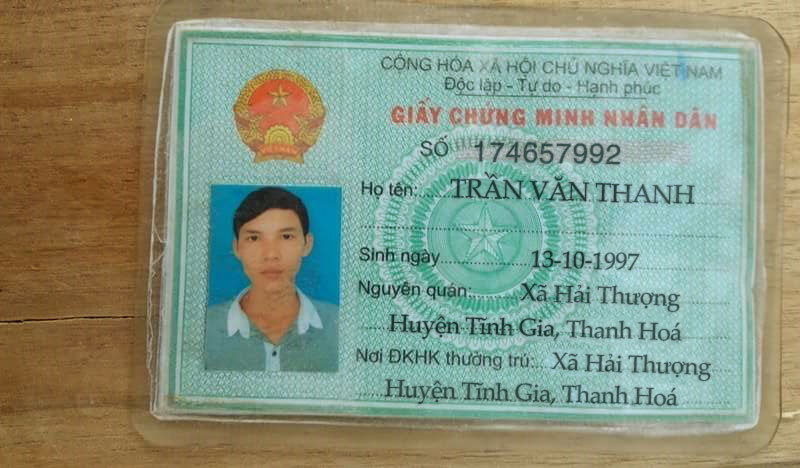 CỘNG HÒA XÃ HỘI CHỦ NGHĨA VIỆT NAM
Độc lập - Tự do - Hạnh phúc
GIẤY CHỨNG MINH NHÂN DÂN
SỐ 174657992
VIỆT NAM
Họ tên: TRẦN VĂN THANH
Sinh ngày 13-10-1997
Nguyên quán: Xã Hải Thượng
Huyện Tĩnh Gia, Thanh Hoá
Nơi ĐKHK thường trú: Xã Hải Thượng
Huyện Tĩnh Gia, Thanh Hoá